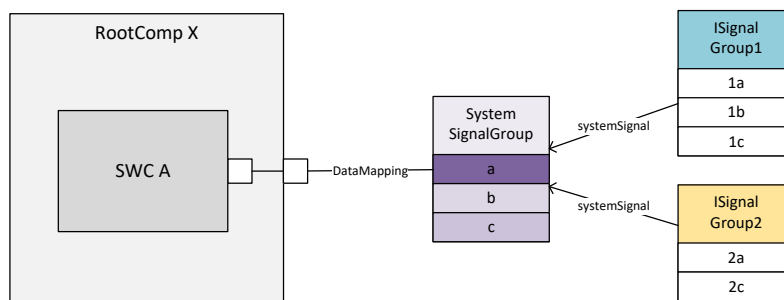 RootComp X
SWC A
DataMapping
System
SignalGroup
a
b
c
systemSignal
systemSignal
ISignal
Group1
1a
1b
1c
ISignal
Group2
2a
2c